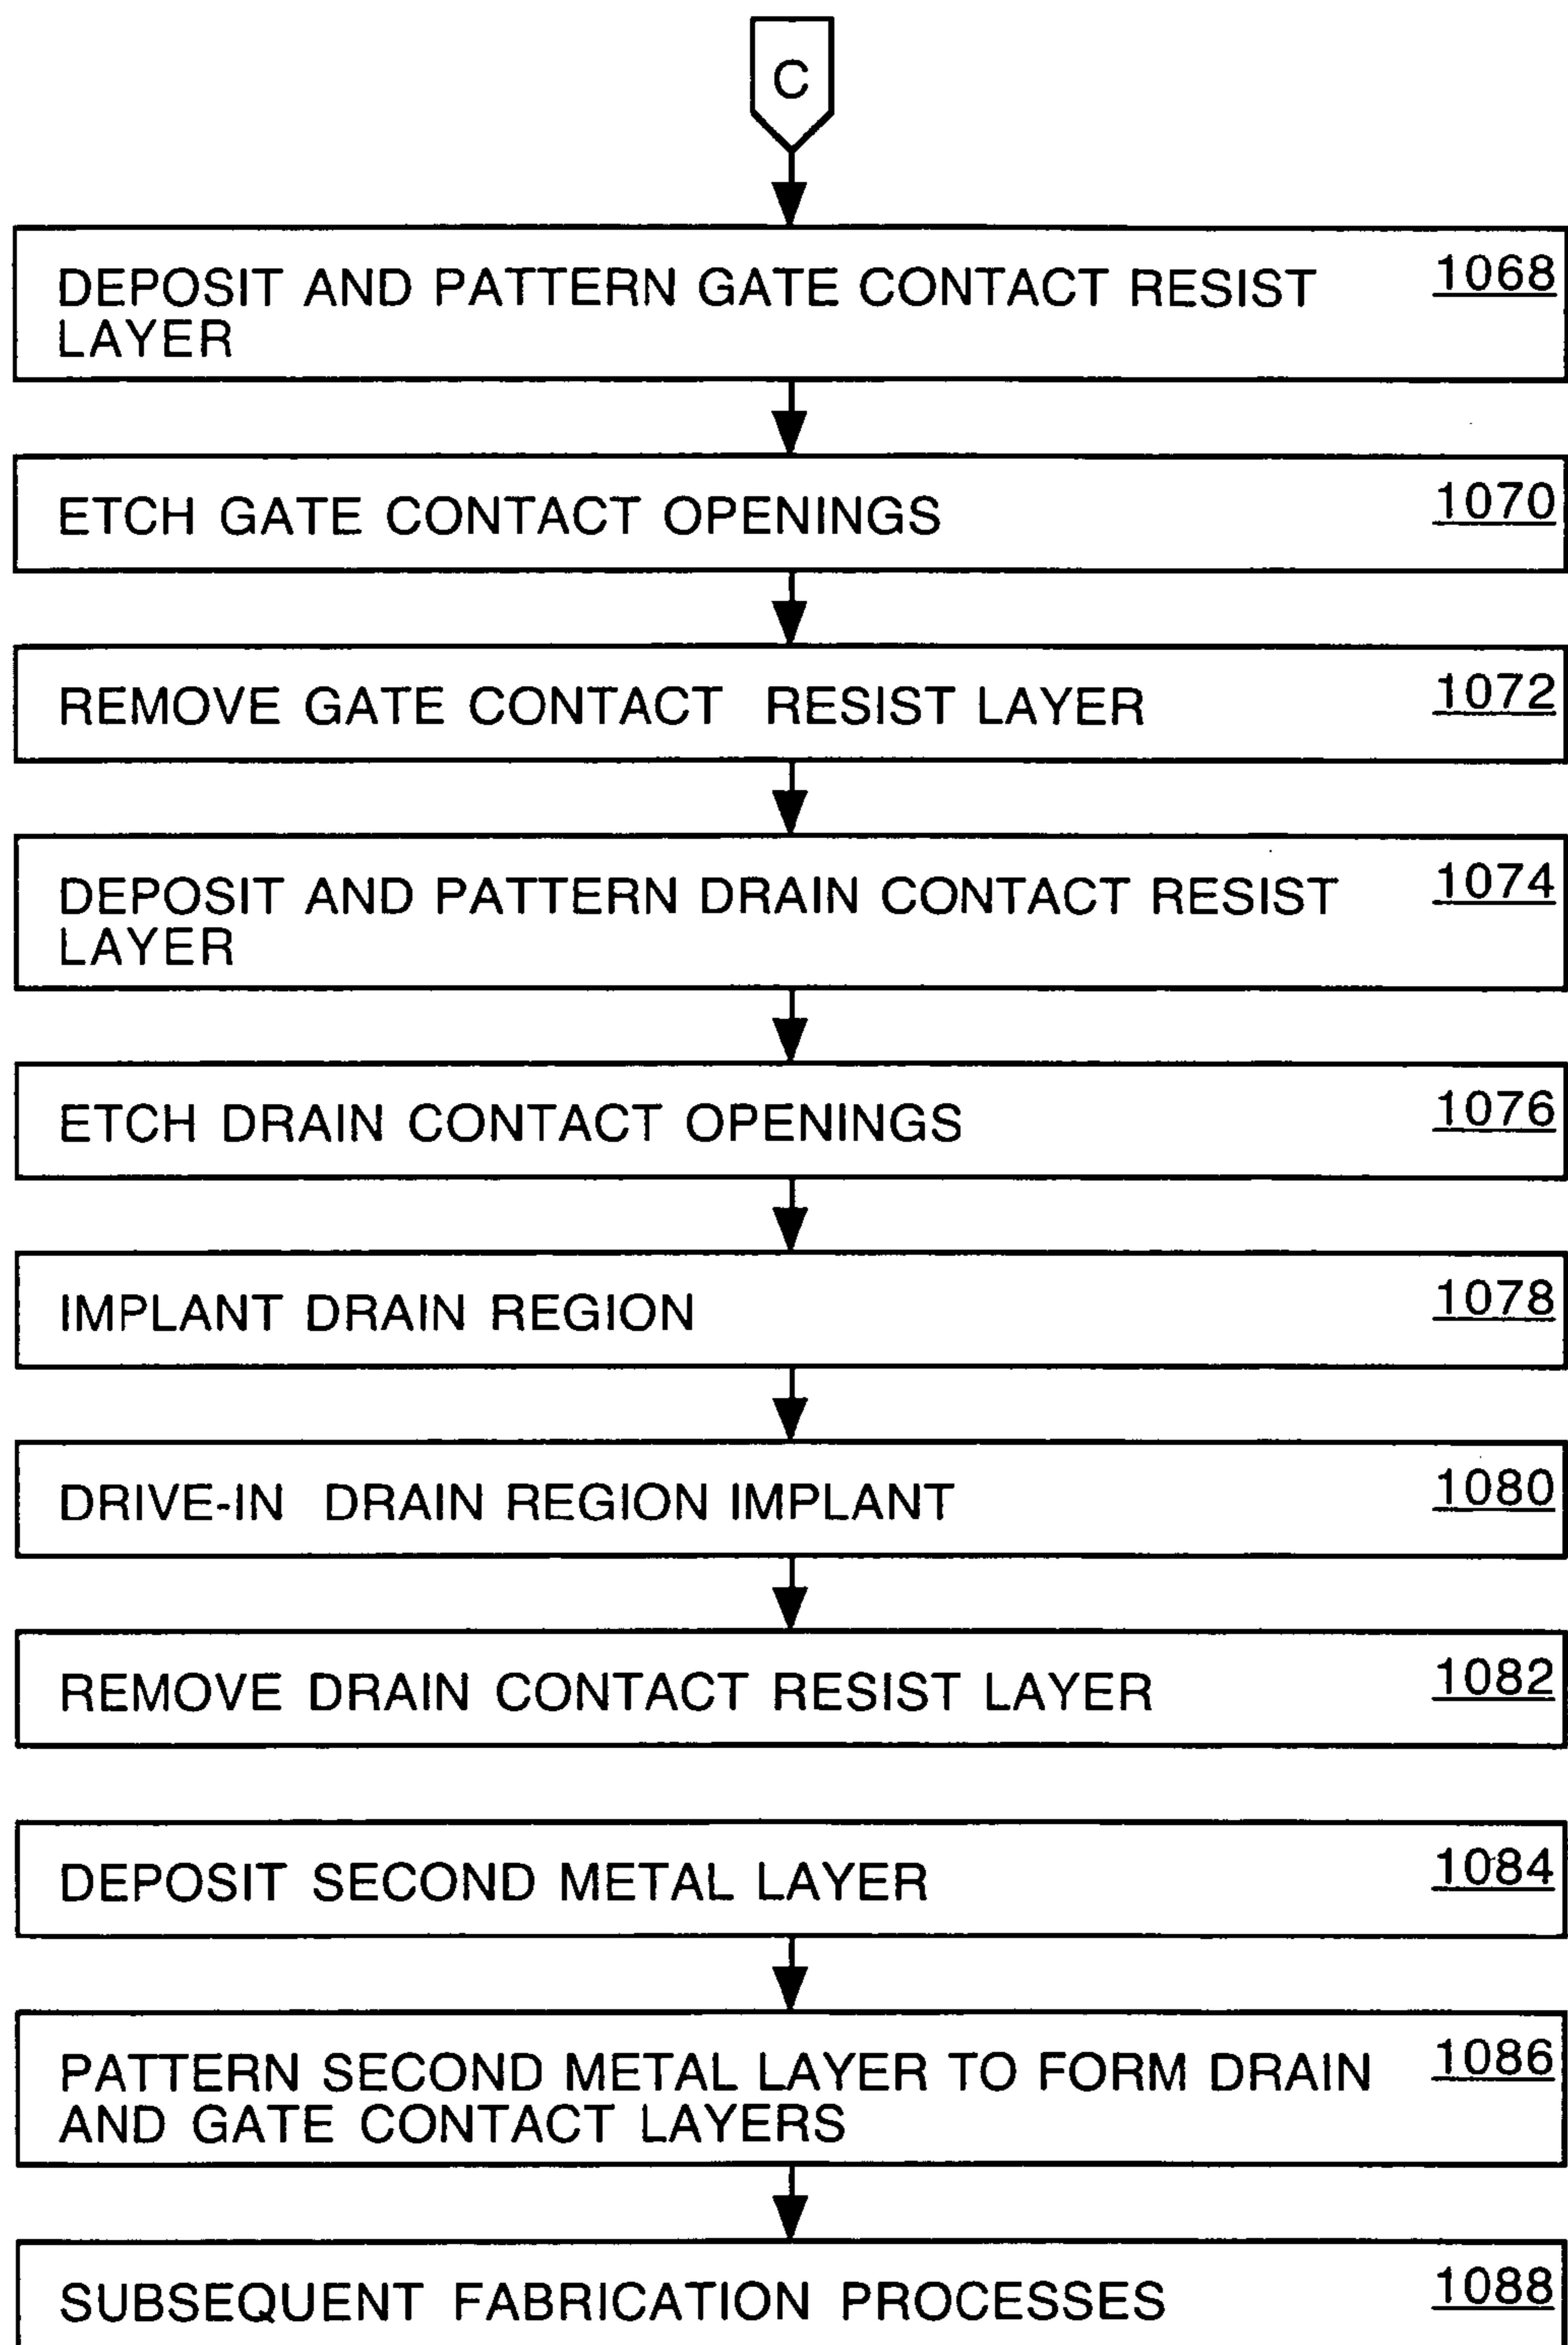 C
DEPOSIT AND PATTERN GATE CONTACT RESIST 1068
LAYER
ETCH GATE CONTACT OPENINGS 1070
REMOVE GATE CONTACT RESIST LAYER 1072
DEPOSIT AND PATTERN DRAIN CONTACT RESIST 1074
LAYER
ETCH DRAIN CONTACT OPENINGS 1076
IMPLANT DRAIN REGION 1078
DRIVE-IN DRAIN REGION IMPLANT 1080
REMOVE DRAIN CONTACT RESIST LAYER 1082
DEPOSIT SECOND METAL LAYER 1084
PATTERN SECOND METAL LAYER TO FORM DRAIN 1086
AND GATE CONTACT LAYERS
SUBSEQUENT FABRICATION PROCESSES 1088